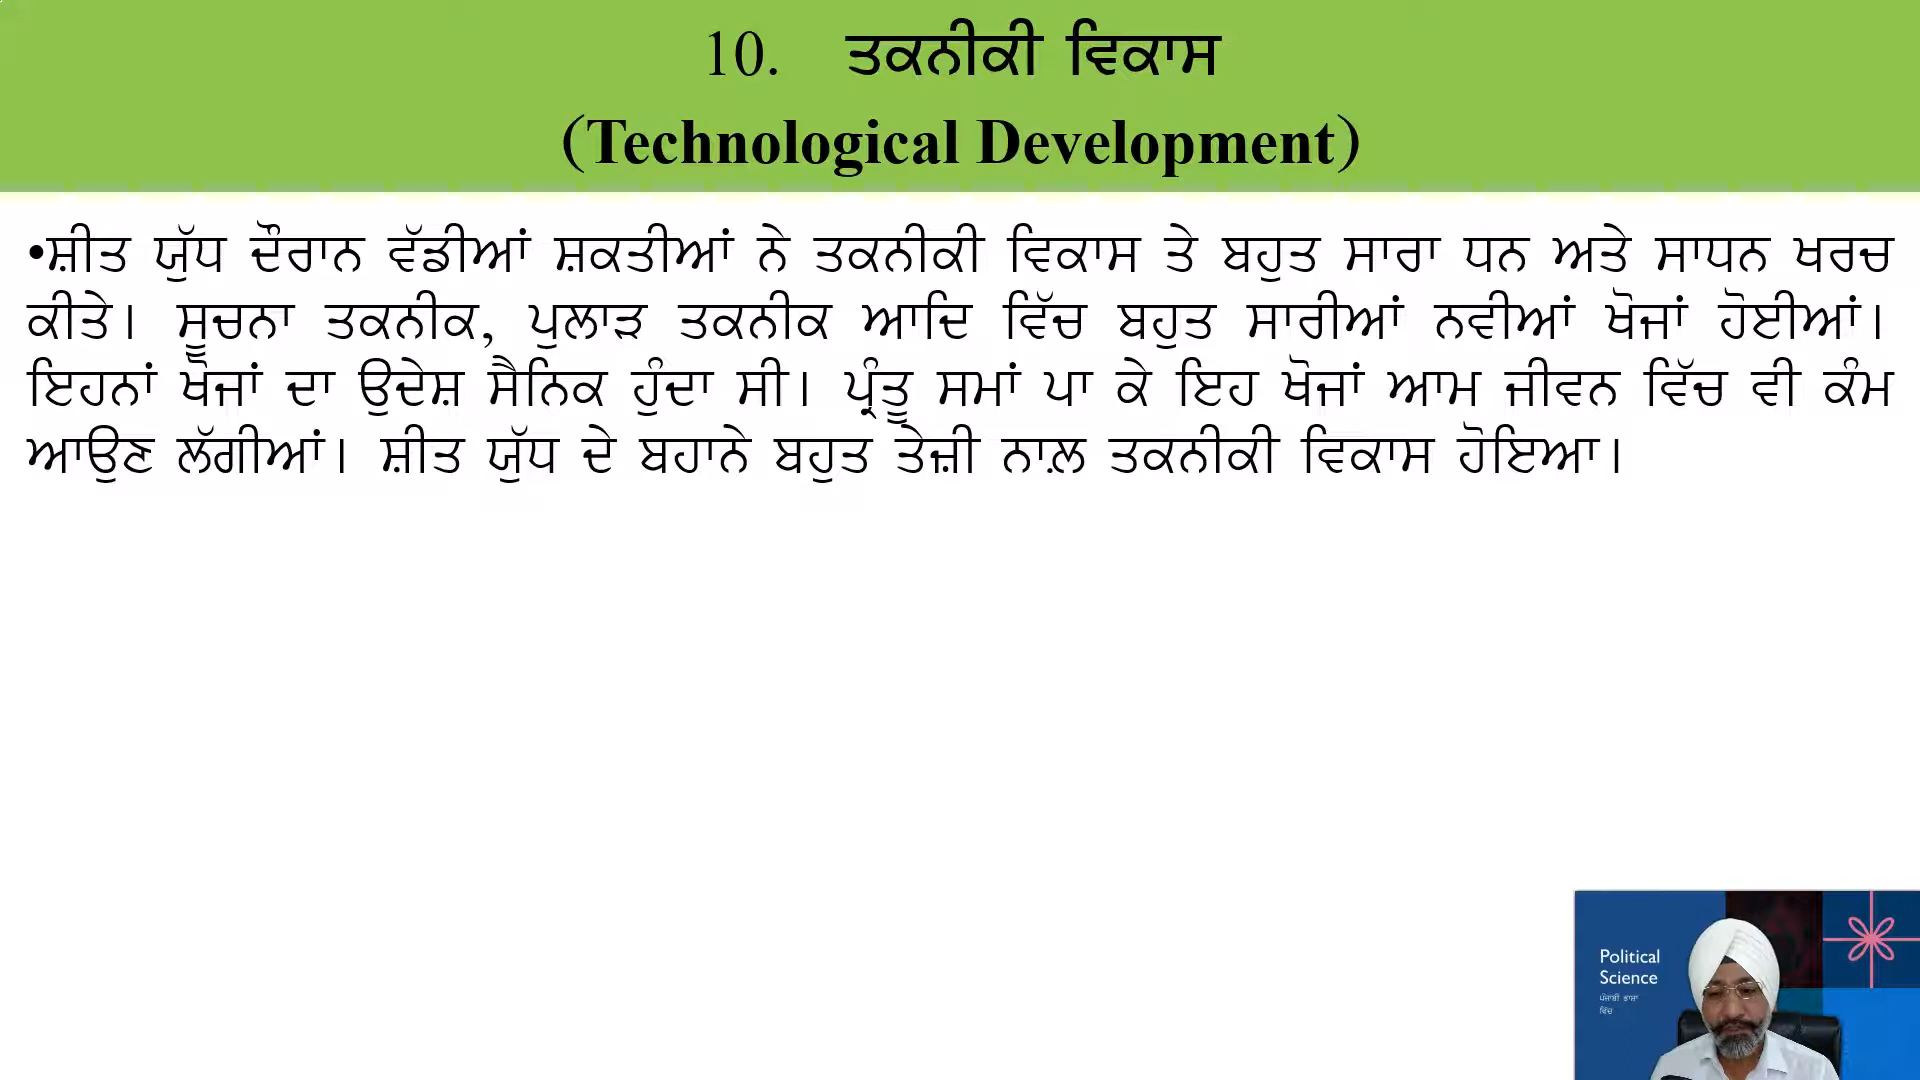 10. ਤਕਨੀਕੀ ਵਿਕਾਸ
(Technological Development)
•ਸ਼ੀਤ ਯੁੱਧ ਦੌਰਾਨ ਵੱਡੀਆਂ ਸ਼ਕਤੀਆਂ ਨੇ ਤਕਨੀਕੀ ਵਿਕਾਸ ਤੇ ਬਹੁਤ ਸਾਰਾ ਧਨ ਅਤੇ ਸਾਧਨ ਖਰਚ
ਕੀਤੇ। ਸੂਚਨਾ ਤਕਨੀਕ, ਪੁਲਾੜ ਤਕਨੀਕ ਆਦਿ ਵਿੱਚ ਬਹੁਤ ਸਾਰੀਆਂ ਨਵੀਆਂ ਖੋਜਾਂ ਹੋਈਆਂ।
ਇਹਨਾਂ ਖੋਜਾਂ ਦਾ ਉਦੇਸ਼ ਸੈਨਿਕ ਹੁੰਦਾ ਸੀ। ਪ੍ਰੰਤੂ ਸਮਾਂ ਪਾ ਕੇ ਇਹ ਖੋਜਾਂ ਆਮ ਜੀਵਨ ਵਿੱਚ ਵੀ ਕੰਮ
ਆਉਣ ਲੱਗੀਆਂ। ਸ਼ੀਤ ਯੁੱਧ ਦੇ ਬਹਾਨੇ ਬਹੁਤ ਤੇਜ਼ੀ ਨਾਲ਼ ਤਕਨੀਕੀ ਵਿਕਾਸ ਹੋਇਆ।
Political
Science
ਪੰਜਾਬੀ ਭਾਸ਼ਾ
ਵਿੱਚ